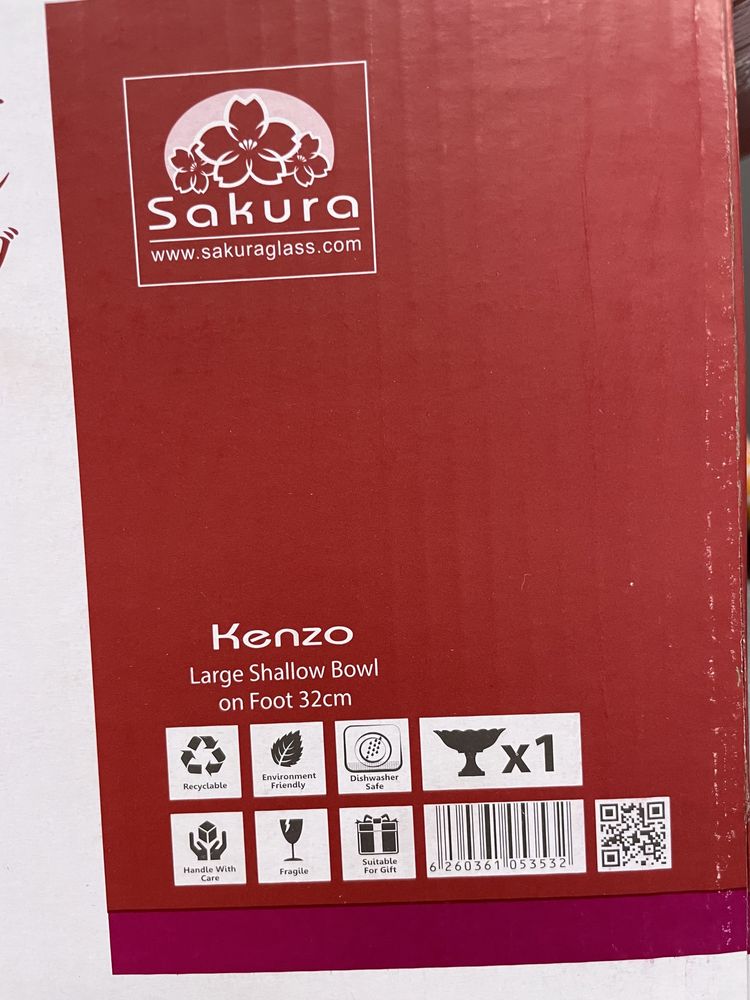 Sakura
www.sakuraglass.com
Kenzo
Large Shallow Bowl
on Foot 32cm
Recyclable
Environment
Friendly
Dishwasher
Safe
x1
Handle With
Care
Fragile
Suitable
For Gift
6 260361 053532